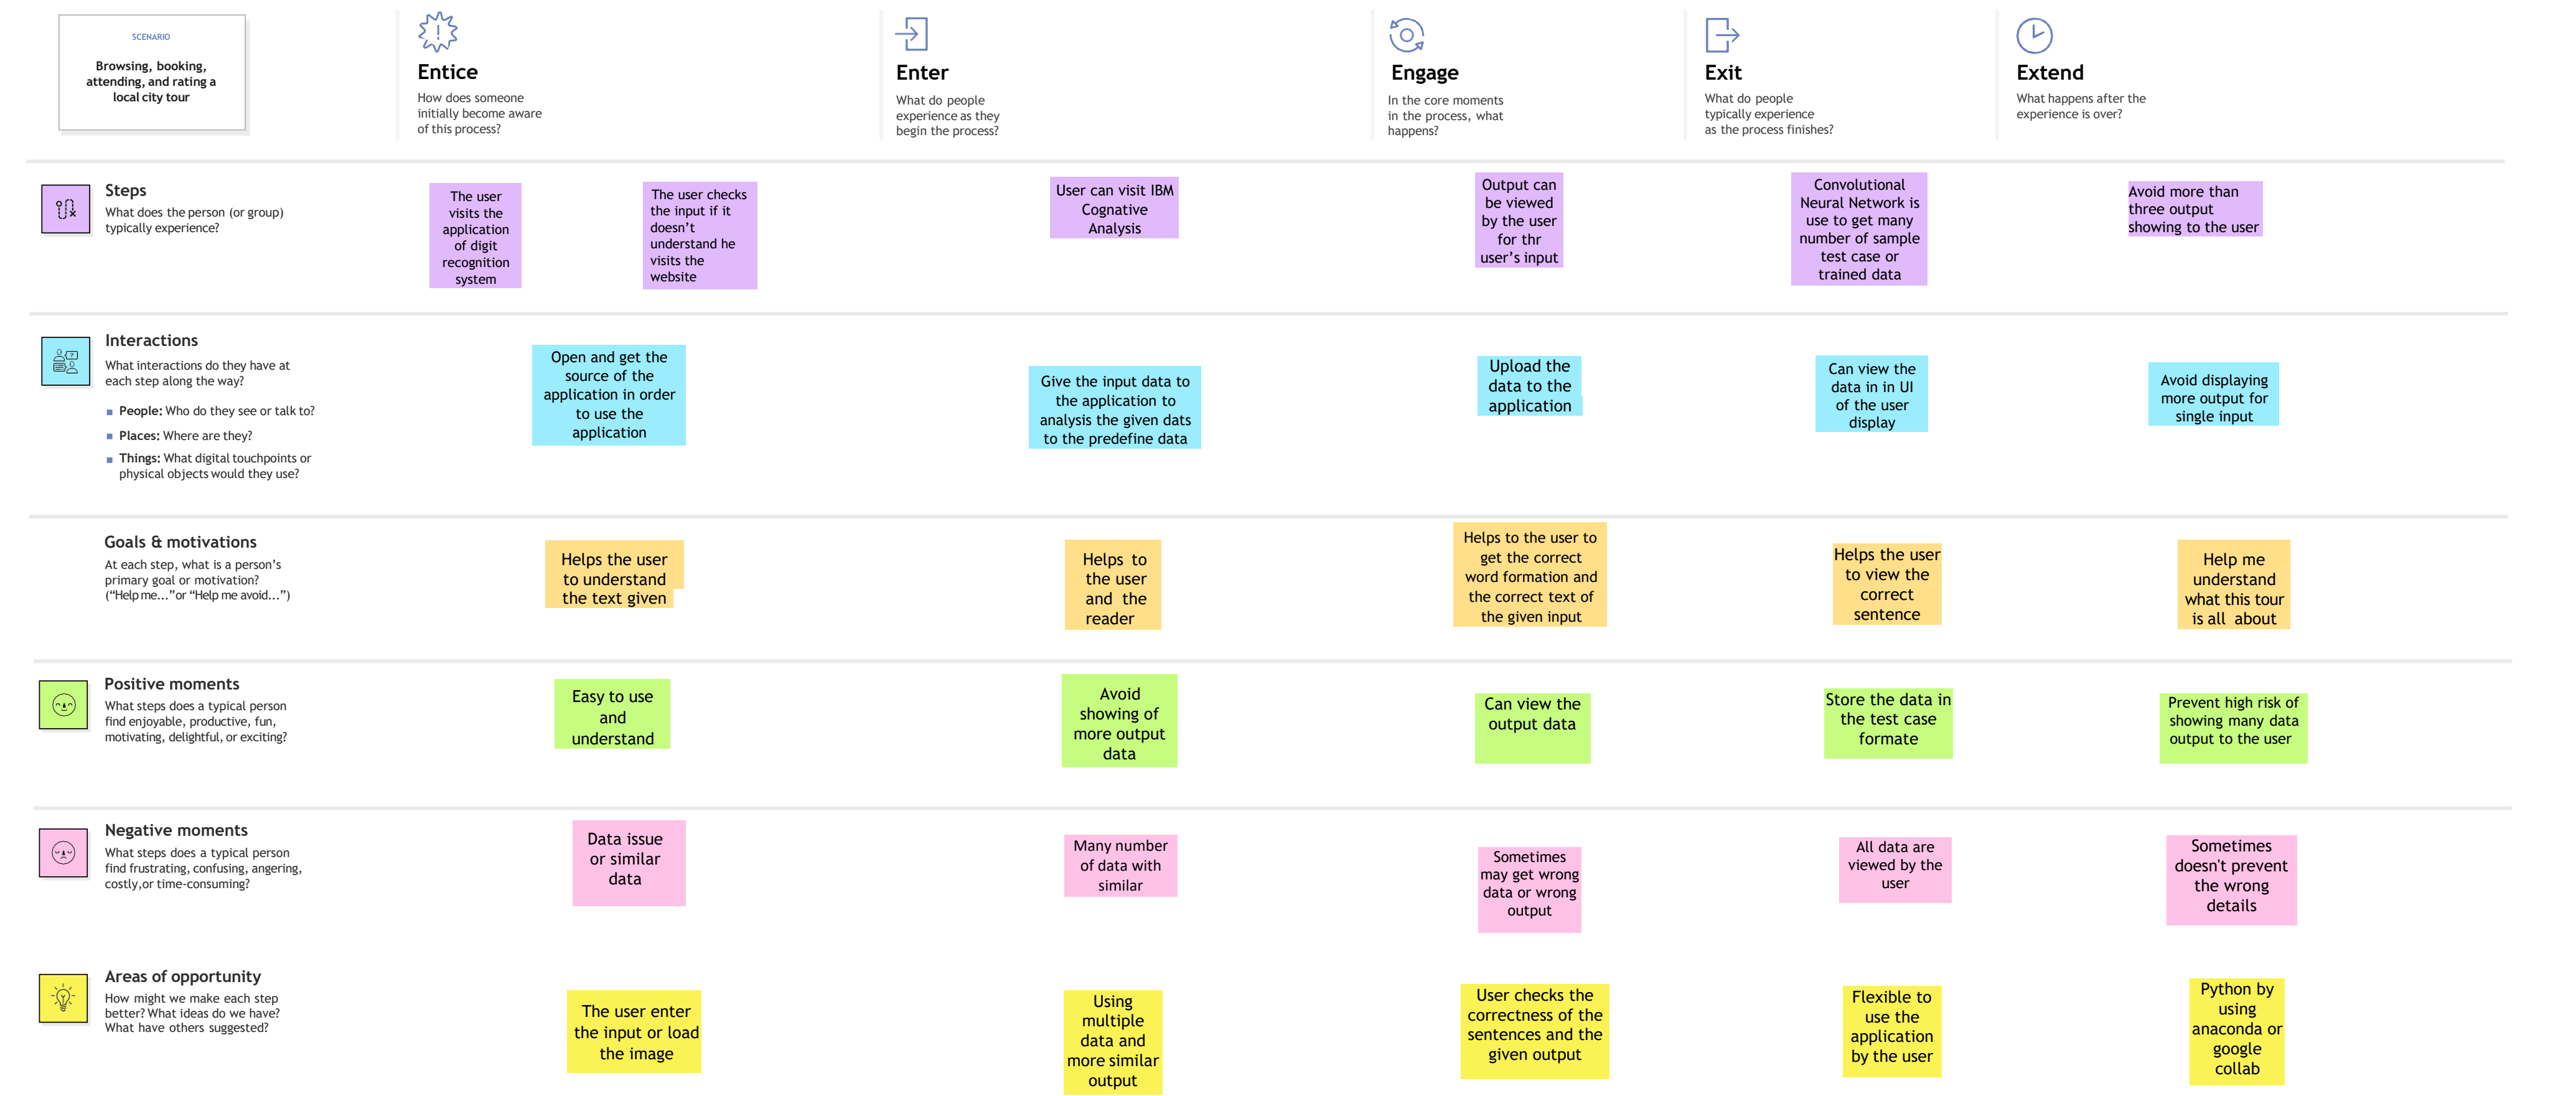 SCENARIO
Browsing, booking,
attending, and rating a
local city tour
Entice
How does someone
initially become aware
of this process?
Enter
What do people
experience as they
begin the process?
Engage
In the core moments
in the process, what
happens?
Exit
What do people
typically experience
as the process finishes?
Extend
What happens after the
experience is over?
Steps
What does the person (or group)
typically experience?
The user
visits the
application
of digit
recognition
system
The user checks
the input if it
doesn't
understand he
visits the
website
User can visit IBM
Cognative
Analysis
Output can
be viewed
by the user
for thr
user's input
Convolutional
Neural Network is
use to get many
number of sample
test case or
trained data
Avoid more than
three output
showing to the user
Interactions
What interactions do they have at
each step along the way?
People: Who do they see or talk to?
Places: Where are they?
Things: What digital touchpoints or
physical objects would they use?
Open and get the
source of the
application in order
to use the
application
Give the input data to
the application to
analysis the given dats
to the predefine data
Upload the
data to the
application
Can view the
data in in UI
of the user
display
Avoid displaying
more output for
single input
Goals & motivations
At each step, what is a person's
primary goal or motivation?
("Help me..." or "Help me avoid...")
Helps the user
to understand
the text given
Helps to
the user
and the
reader
Helps to the user to
get the correct
word formation and
the correct text of
the given input
Helps the user
to view the
correct
sentence
Help me
understand
what this tour
is all about
Positive moments
What steps does a typical person
find enjoyable, productive, fun,
motivating, delightful, or exciting?
Easy to use
and
understand
Avoid
showing of
more output
data
Can view the
output data
Store the data in
the test case
formate
Prevent high risk of
showing many data
output to the user
Negative moments
What steps does a typical person
find frustrating, confusing, angering,
costly,or time-consuming?
Data issue
or similar
data
Many number
of data with
similar
Sometimes
may get wrong
data or wrong
output
All data are
viewed by the
user
Sometimes
doesn't prevent
the wrong
details
Areas of opportunity
How might we make each step
better? What ideas do we have?
What have others suggested?
The user enter
the input or load
the image
Using
multiple
data and
more similar
output
User checks the
correctness of the
sentences and the
given output
Flexible to
use the
application
by the user
Python by
using
anaconda or
google
collab